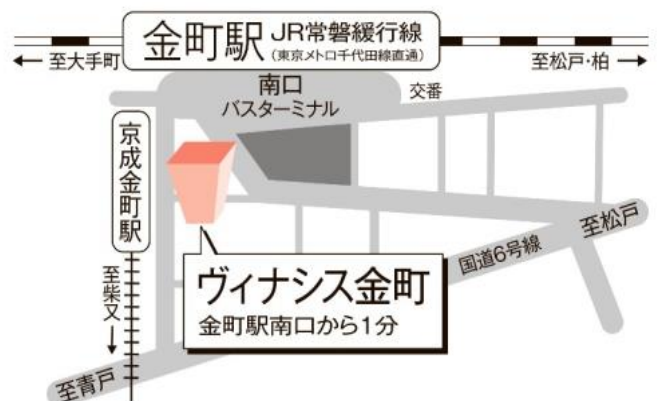 金町駅 JR常磐緩行線
(東京メトロ千代田線直通)
← 至大手町
至松戸・柏 →
南口
バスターミナル
交番
京成金町駅
至柴又→
ヴィナシス金町
金町駅南口から1分
国道6号線
至松戸
至青戸